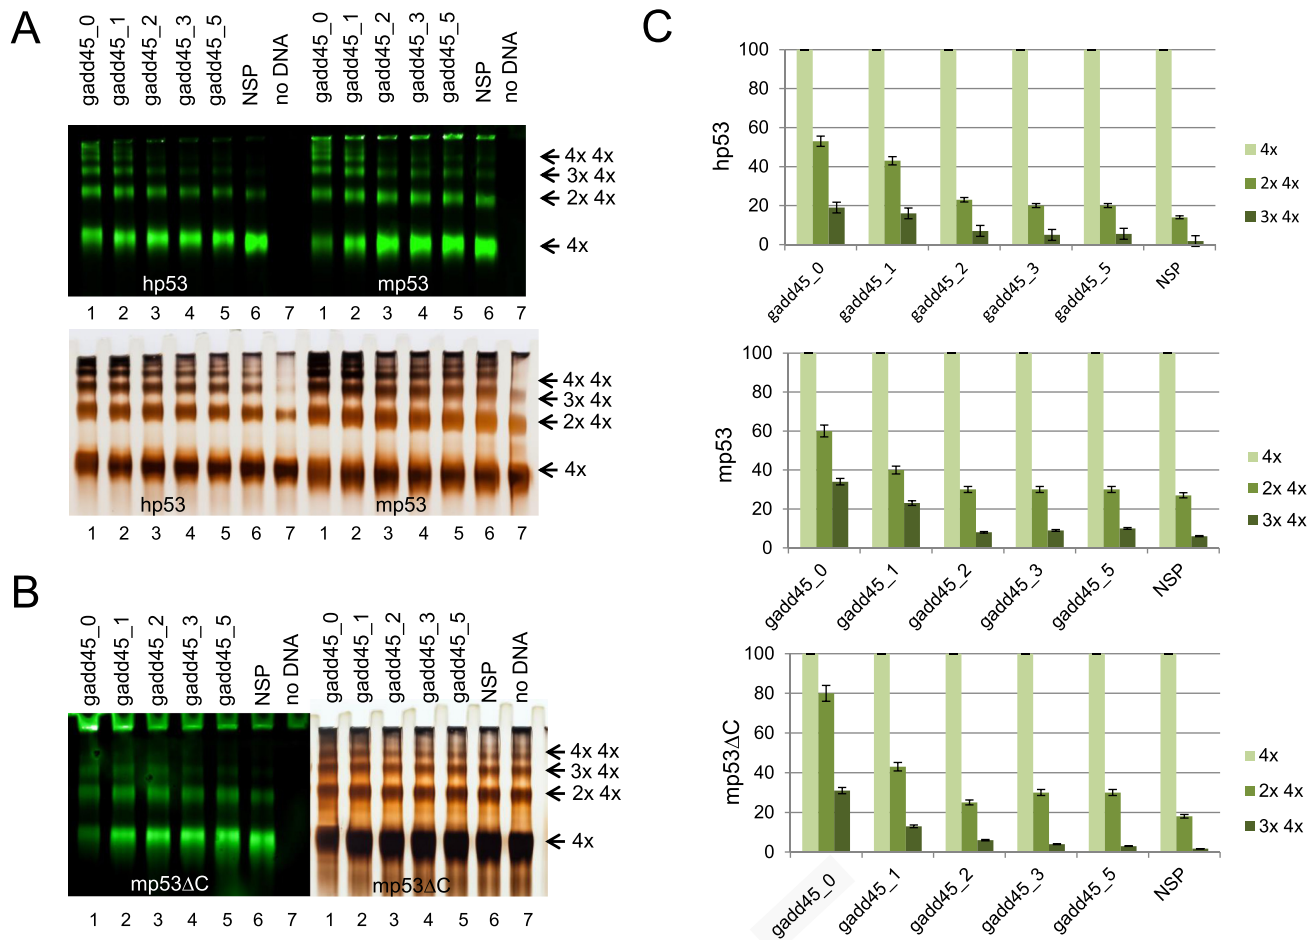 A
gadd45_0 gadd45_1 gadd45_2 gadd45_3 gadd45_5 NSP no DNA gadd45_0 gadd45_1 gadd45_2 gadd45_3 gadd45_5 NSP no DNA
4x 4x
3x 4x
2x 4x
4x
hp53 mp53
1 2 3 4 5 6 7 1 2 3 4 5 6 7
4x 4x
3x 4x
2x 4x
4x
hp53 mp53
1 2 3 4 5 6 7 1 2 3 4 5 6 7
B
gadd45_0 gadd45_1 gadd45_2 gadd45_3 gadd45_5 NSP no DNA gadd45_0 gadd45_1 gadd45_2 gadd45_3 gadd45_5 NSP no DNA
4x 4x
3x 4x
2x 4x
4x
mp53ΔC mp53ΔC
1 2 3 4 5 6 7 1 2 3 4 5 6 7
C
hp53
100
80
60
40
20
0
gadd45_0 gadd45_1 gadd45_2 gadd45_3 gadd45_5 NSP
4x
2x 4x
3x 4x
mp53
100
80
60
40
20
0
gadd45_0 gadd45_1 gadd45_2 gadd45_3 gadd45_5 NSP
4x
2x 4x
3x 4x
mp53ΔC
100
80
60
40
20
0
gadd45_0 gadd45_1 gadd45_2 gadd45_3 gadd45_5 NSP
4x
2x 4x
3x 4x